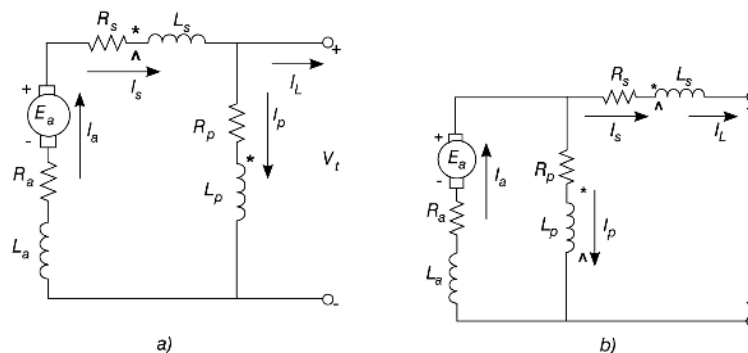 R_s * L_s
^
+
I_s
I_L
+
E_a
-
I_a
R_p
I_p
*
V_t
R_a
L_p
L_a
-
a)
R_s * L_s
^
I_s
I_L
+
E_a
-
I_a
R_p
*
R_a
L_p
I_p
^
L_a
b)